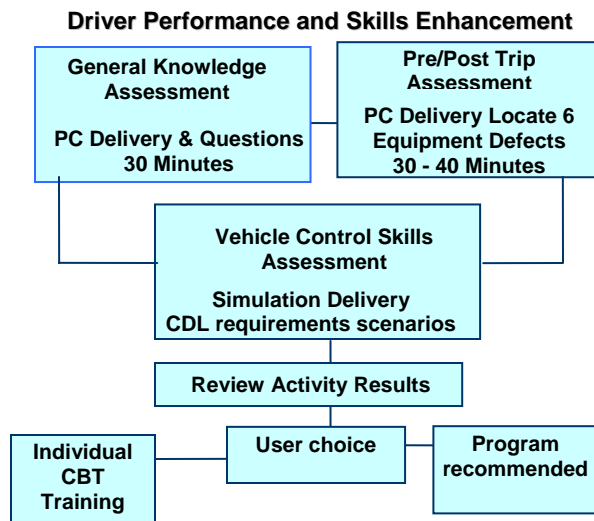 Driver Performance and Skills Enhancement
General Knowledge
Assessment
PC Delivery & Questions
30 Minutes
Pre/Post Trip
Assessment
PC Delivery Locate 6
Equipment Defects
30 - 40 Minutes
Vehicle Control Skills
Assessment
Simulation Delivery
CDL requirements scenarios
Review Activity Results
Individual
CBT
Training
User choice
Program
recommended